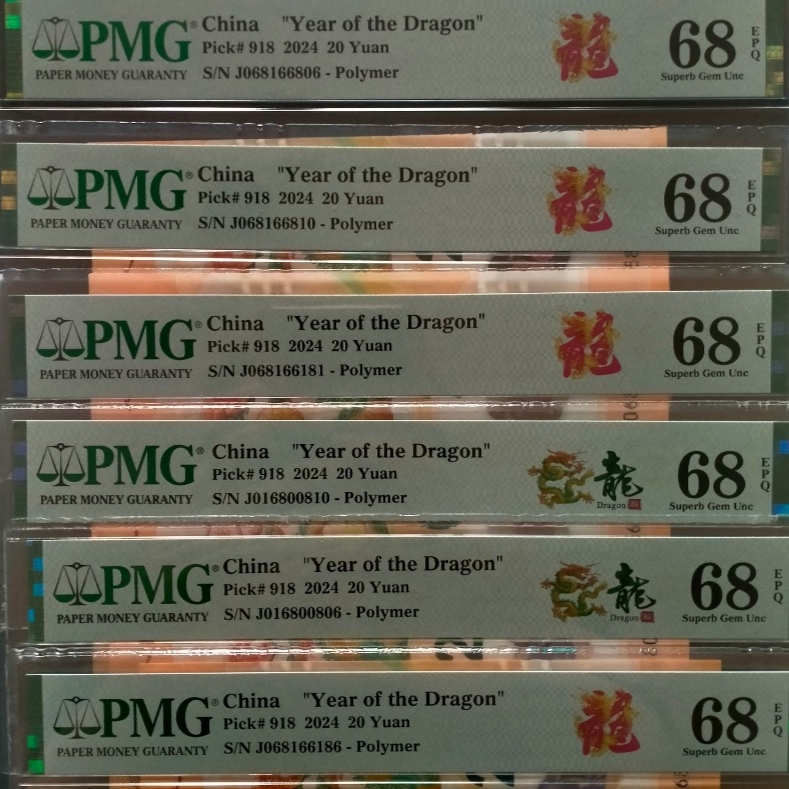 PMG® China "Year of the Dragon"
Pick# 918 2024 20 Yuan
PAPER MONEY GUARANTY S/N J068166806 - Polymer
龍
68 EPQ
Superb Gem Unc
PMG® China "Year of the Dragon"
Pick# 918 2024 20 Yuan
PAPER MONEY GUARANTY S/N J068166810 - Polymer
龍
68 EPQ
Superb Gem Unc
PMG® China "Year of the Dragon"
Pick# 918 2024 20 Yuan
PAPER MONEY GUARANTY S/N J068166181 - Polymer
龍
68 EPQ
Superb Gem Unc
PMG® China "Year of the Dragon"
Pick# 918 2024 20 Yuan
PAPER MONEY GUARANTY S/N J016800810 - Polymer
龍
Dragon
68 EPQ
Superb Gem Unc
PMG® China "Year of the Dragon"
Pick# 918 2024 20 Yuan
PAPER MONEY GUARANTY S/N J016800806 - Polymer
龍
Dragon
68 EPQ
Superb Gem Unc
PMG® China "Year of the Dragon"
Pick# 918 2024 20 Yuan
PAPER MONEY GUARANTY S/N J068166186 - Polymer
龍
68 EPQ
Superb Gem Unc